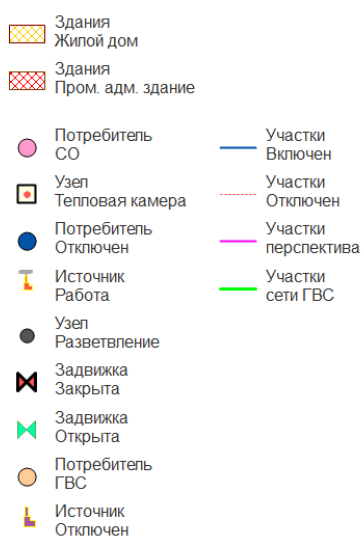 Здания
Жилой дом
Здания
Пром. адм. здание
Потребитель
СО
Узел
Тепловая камера
Потребитель
Отключен
Источник
Работа
Узел
Разветвление
Задвижка
Закрыта
Задвижка
Открыта
Потребитель
ГВС
Источник
Отключен
Участки
Включен
Участки
Отключен
Участки
перспектива
Участки
сети ГВС